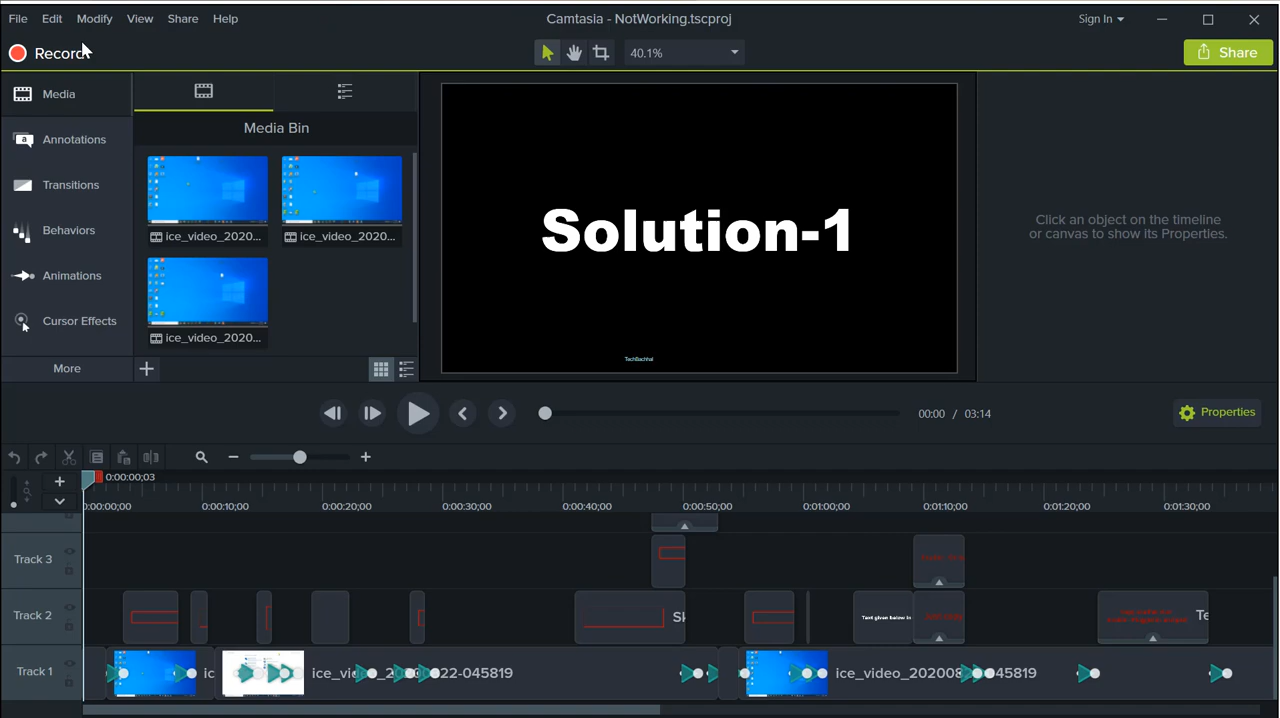 File Edit Modify View Share Help Camtasia - NotWorking.tscproj Sign In
Record 40.1% Share
Media
Annotations
Transitions
Behaviors
Animations
Cursor Effects
More
Media Bin
ice_video_2020... ice_video_2020...
ice_video_2020...
Solution-1
TechBachhal
Click an object on the timeline
or canvas to show its Properties.
00:00 / 03:14 Properties
0:00:00;03
0:00:00;00 0:00:10;00 0:00:20;00 0:00:30;00 0:00:40;00 0:00:50;00 0:01:00;00 0:01:10;00 0:01:20;00 0:01:30;00
Track 3
Track 2
Text given below is
Track 1